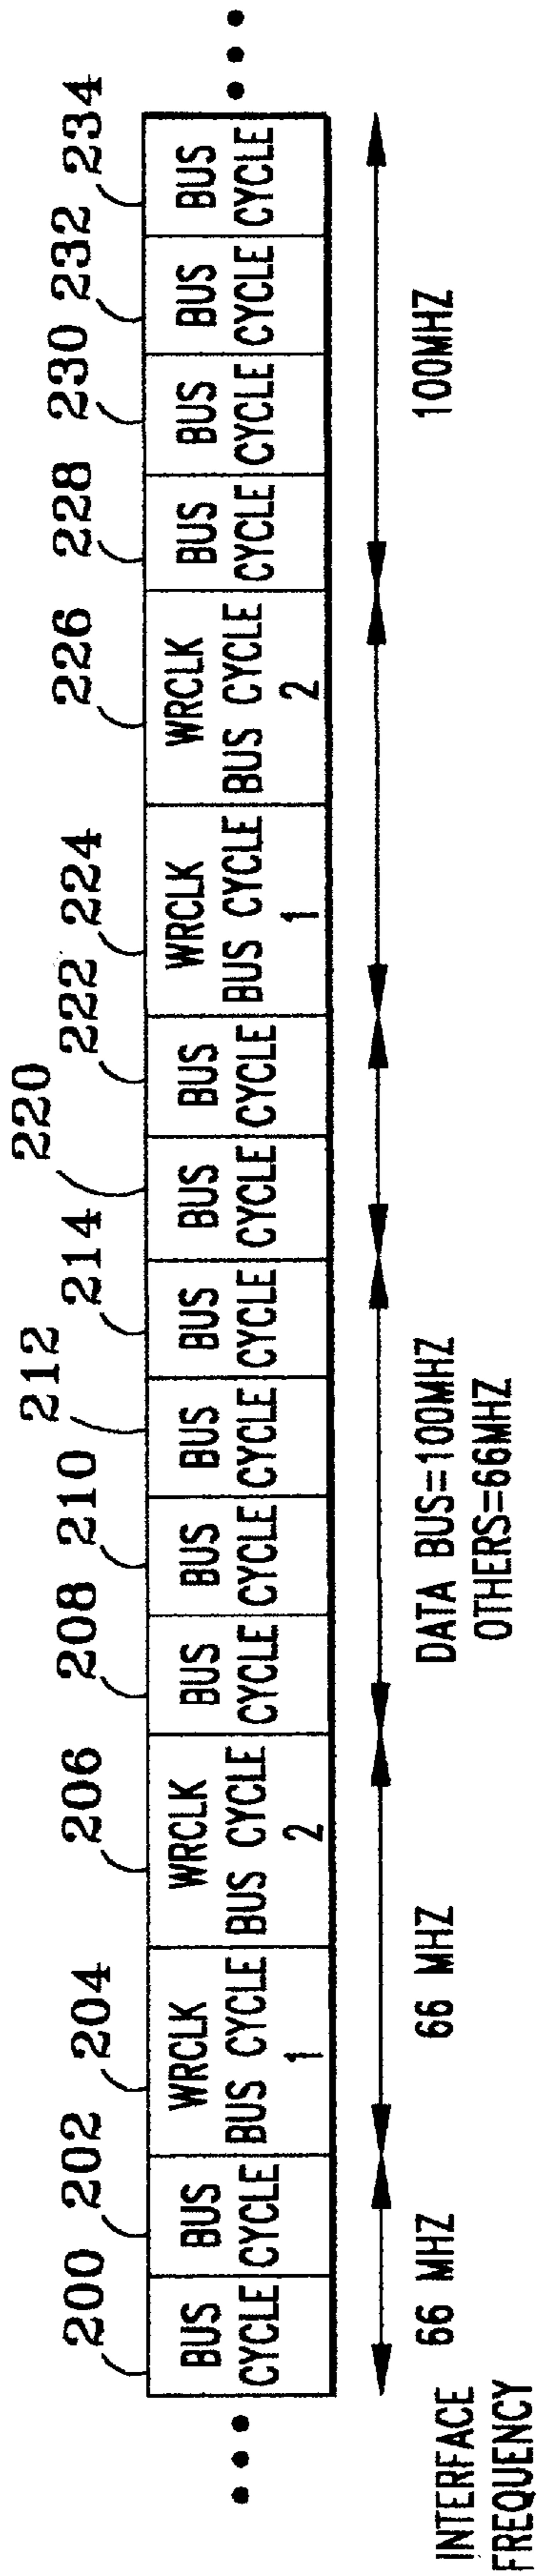 200
202
204
206
208
210
212
214
220
222
224
226
228
230
232
234
BUS
CYCLE
BUS
CYCLE
WRCLK
BUS CYCLE
1
WRCLK
BUS CYCLE
2
BUS
CYCLE
BUS
CYCLE
BUS
CYCLE
BUS
CYCLE
BUS
CYCLE
BUS
CYCLE
WRCLK
BUS CYCLE
1
WRCLK
BUS CYCLE
2
BUS
CYCLE
BUS
CYCLE
BUS
CYCLE
BUS
CYCLE
INTERFACE
FREQUENCY
66 MHZ
66 MHZ
DATA BUS=100MHZ
OTHERS=66MHZ
100MHZ